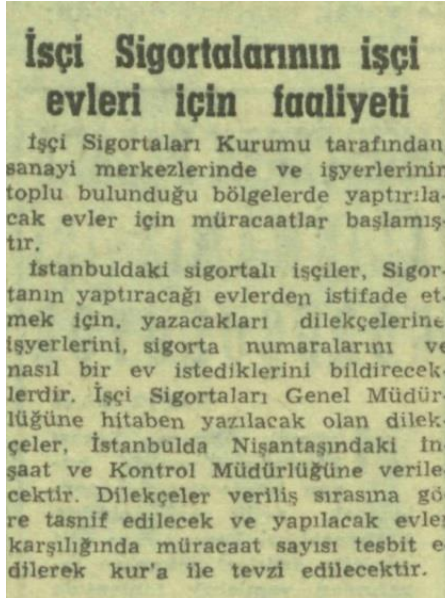 İşçi Sigortalarının işçi
evleri için faaliyeti
İşçi Sigortaları Kurumu tarafından
sanayi merkezlerinde ve işyerlerinin
toplu bulunduğu bölgelerde yaptırıla-
cak evler için müracaatlar başlamış-
tır.
İstanbuldaki sigortalı işçiler, Sigor-
tanın yaptıracağı evlerden istifade et-
mek için, yazacakları dilekçelerine
işyerlerini, sigorta numaralarını ve
nasıl bir ev istediklerini bildirecek-
lerdir. İşçi Sigortaları Genel Müdür-
lüğüne hitaben yazılacak olan dilek-
çeler, İstanbulda Nişantaşındaki İn-
şaat ve Kontrol Müdürlüğüne verile-
cektir. Dilekçeler veriliş sırasına gö-
re tasnif edilecek ve yapılacak evler
karşılığında müracaat sayısı tesbit e-
dilerek kur'a ile tevzi edilecektir.